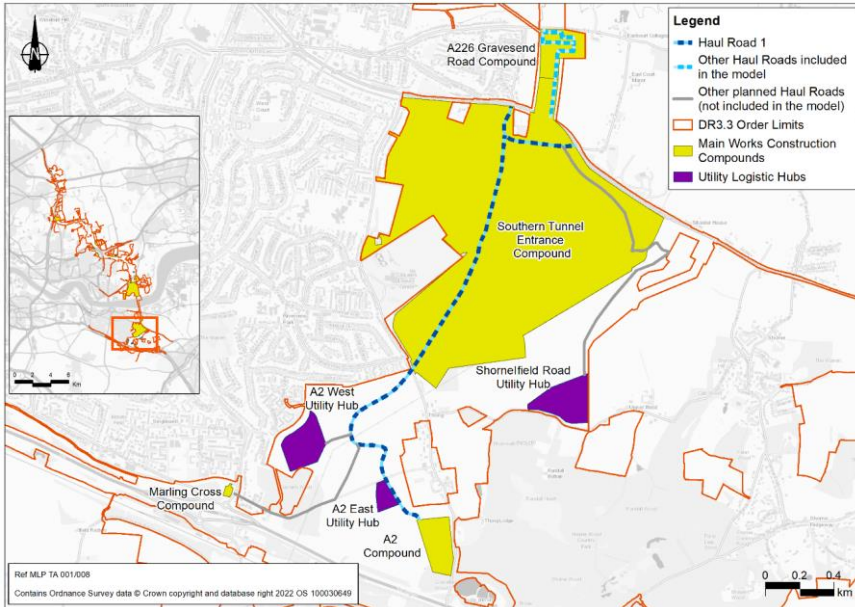 A226 Gravesend
Road Compound
Legend
Haul Road 1
Other Haul Roads included
in the model
Other planned Haul Roads
(not included in the model)
DR3.3 Order Limits
Main Works Construction
Compounds
Utility Logistic Hubs
N
Southern Tunnel
Entrance
Compound
0 2 4 6
Km
Shornelfield Road
Utility Hub
A2 West
Utility Hub
Marling Cross
Compound
A2 East
Utility Hub
A2
Compound
Ref MLP TA 001/008
Contains Ordnance Survey data © Crown copyright and database right 2022 OS 100030649
0 0.2 0.4
km